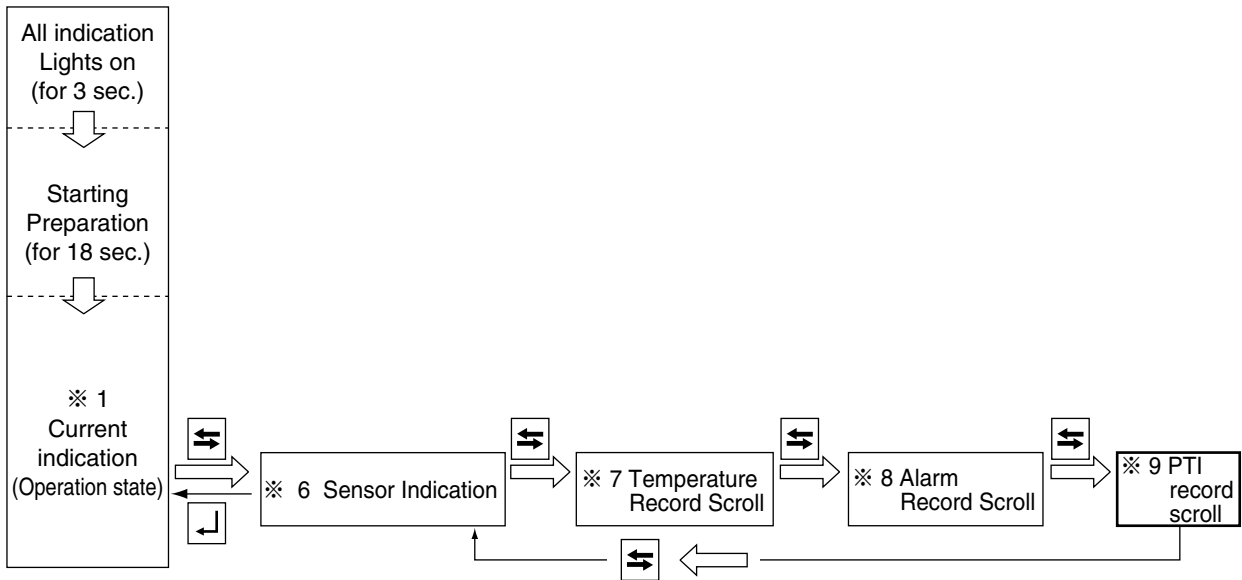 All indication
Lights on
(for 3 sec.)
Starting
Preparation
(for 18 sec.)
※ 1
Current
indication
(Operation state)
※ 6 Sensor Indication
※ 7 Temperature
Record Scroll
※ 8 Alarm
Record Scroll
※ 9 PTI
record
scroll